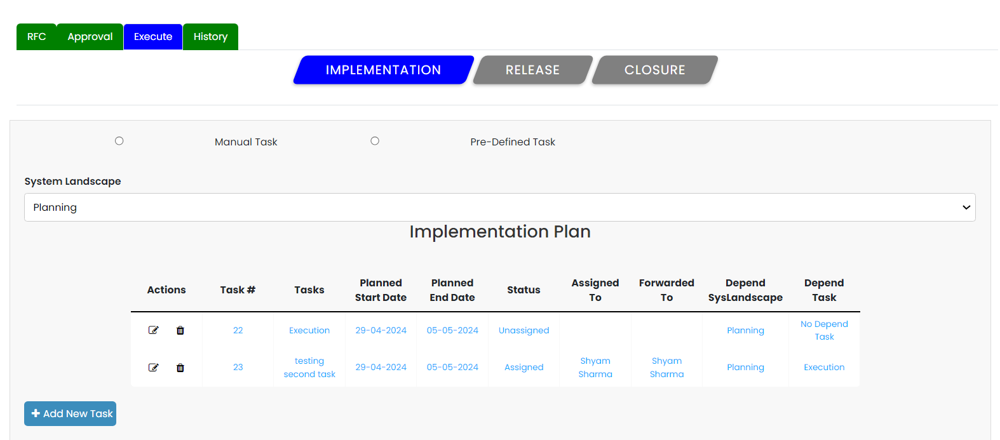 RFC Approval Execute History
IMPLEMENTATION RELEASE CLOSURE
Manual Task Pre-Defined Task
System Landscape
Planning
Implementation Plan
Actions Task # Tasks Planned Start Date Planned End Date Status Assigned To Forwarded To Depend SysLandscape Depend Task
22 Execution 29-04-2024 05-05-2024 Unassigned Planning No Depend Task
23 testing second task 29-04-2024 05-05-2024 Assigned Shyam Sharma Shyam Sharma Planning Execution
Add New Task